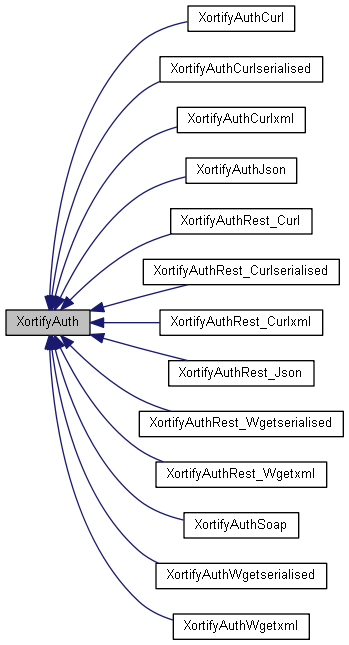 XortifyAuthCurl
XortifyAuthCurlserialised
XortifyAuthCurlxml
XortifyAuthJson
XortifyAuthRest_Curl
XortifyAuthRest_Curlserialised
XortifyAuth
XortifyAuthRest_Curlxml
XortifyAuthRest_Json
XortifyAuthRest_Wgetserialised
XortifyAuthRest_Wgetxml
XortifyAuthSoap
XortifyAuthWgetserialised
XortifyAuthWgetxml